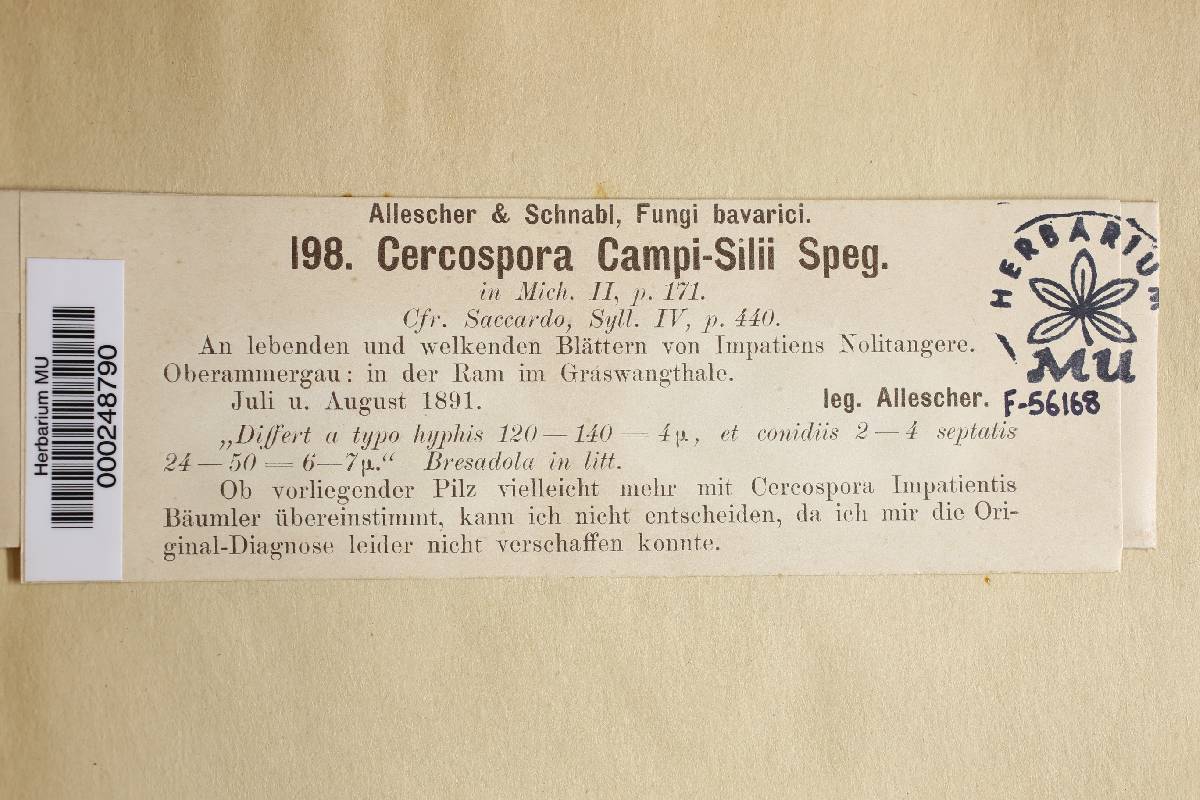 Allescher & Schnabl, Fungi bavarici.
198. Cercospora Campi-Silii Speg.
in Mich. II, p. 171.
Cfr. Saccardo, Syll. IV, p. 440.
An lebenden und welkenden Blättern von Impatiens Nolitangere.
Oberammergau: in der Ram im Graswangthale.
Juli u. August 1891.
leg. Allescher.
„Differt a typo hyphis 120—140 — 4μ, et conidiis 2—4 septatis
24—50 = 6—7μ.“ Bresadola in litt.
Ob vorliegender Pilz vielleicht mehr mit Cercospora Impatientis
Bäumler übereinstimmt, kann ich nicht entscheiden, da ich mir die Ori-
ginal-Diagnose leider nicht verschaffen konnte.
Herbarium MU
0000248790
HERBARIUM
MU
F-56168